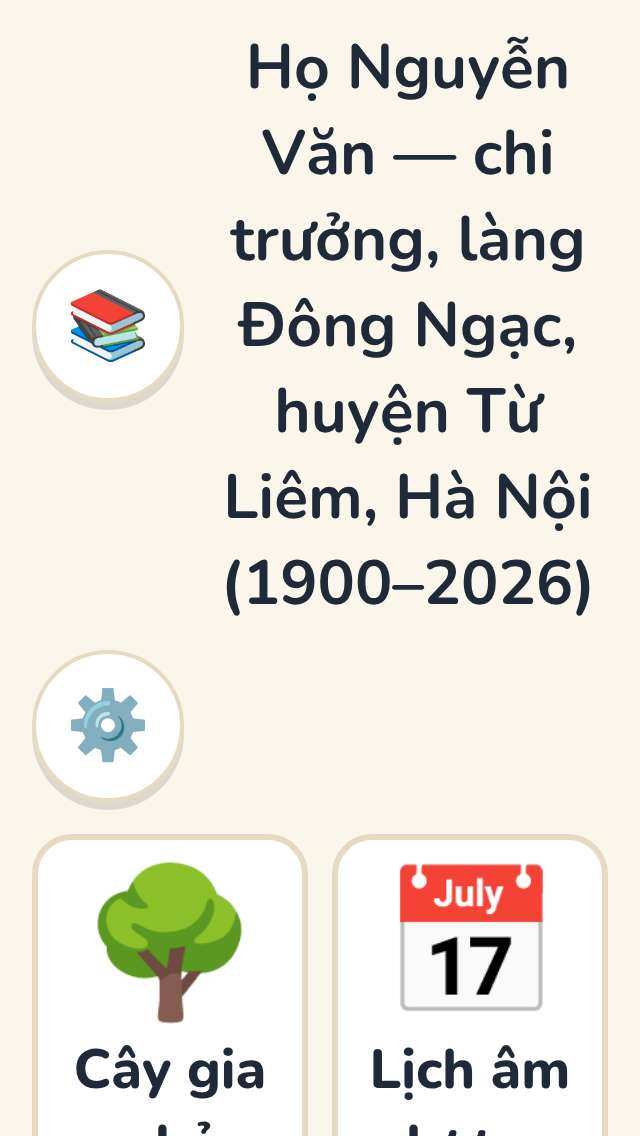 Họ Nguyễn
Văn — chi
trưởng, làng
Đông Ngạc,
huyện Từ
Liêm, Hà Nội
(1900–2026)
July
17
Cây gia
Lịch âm